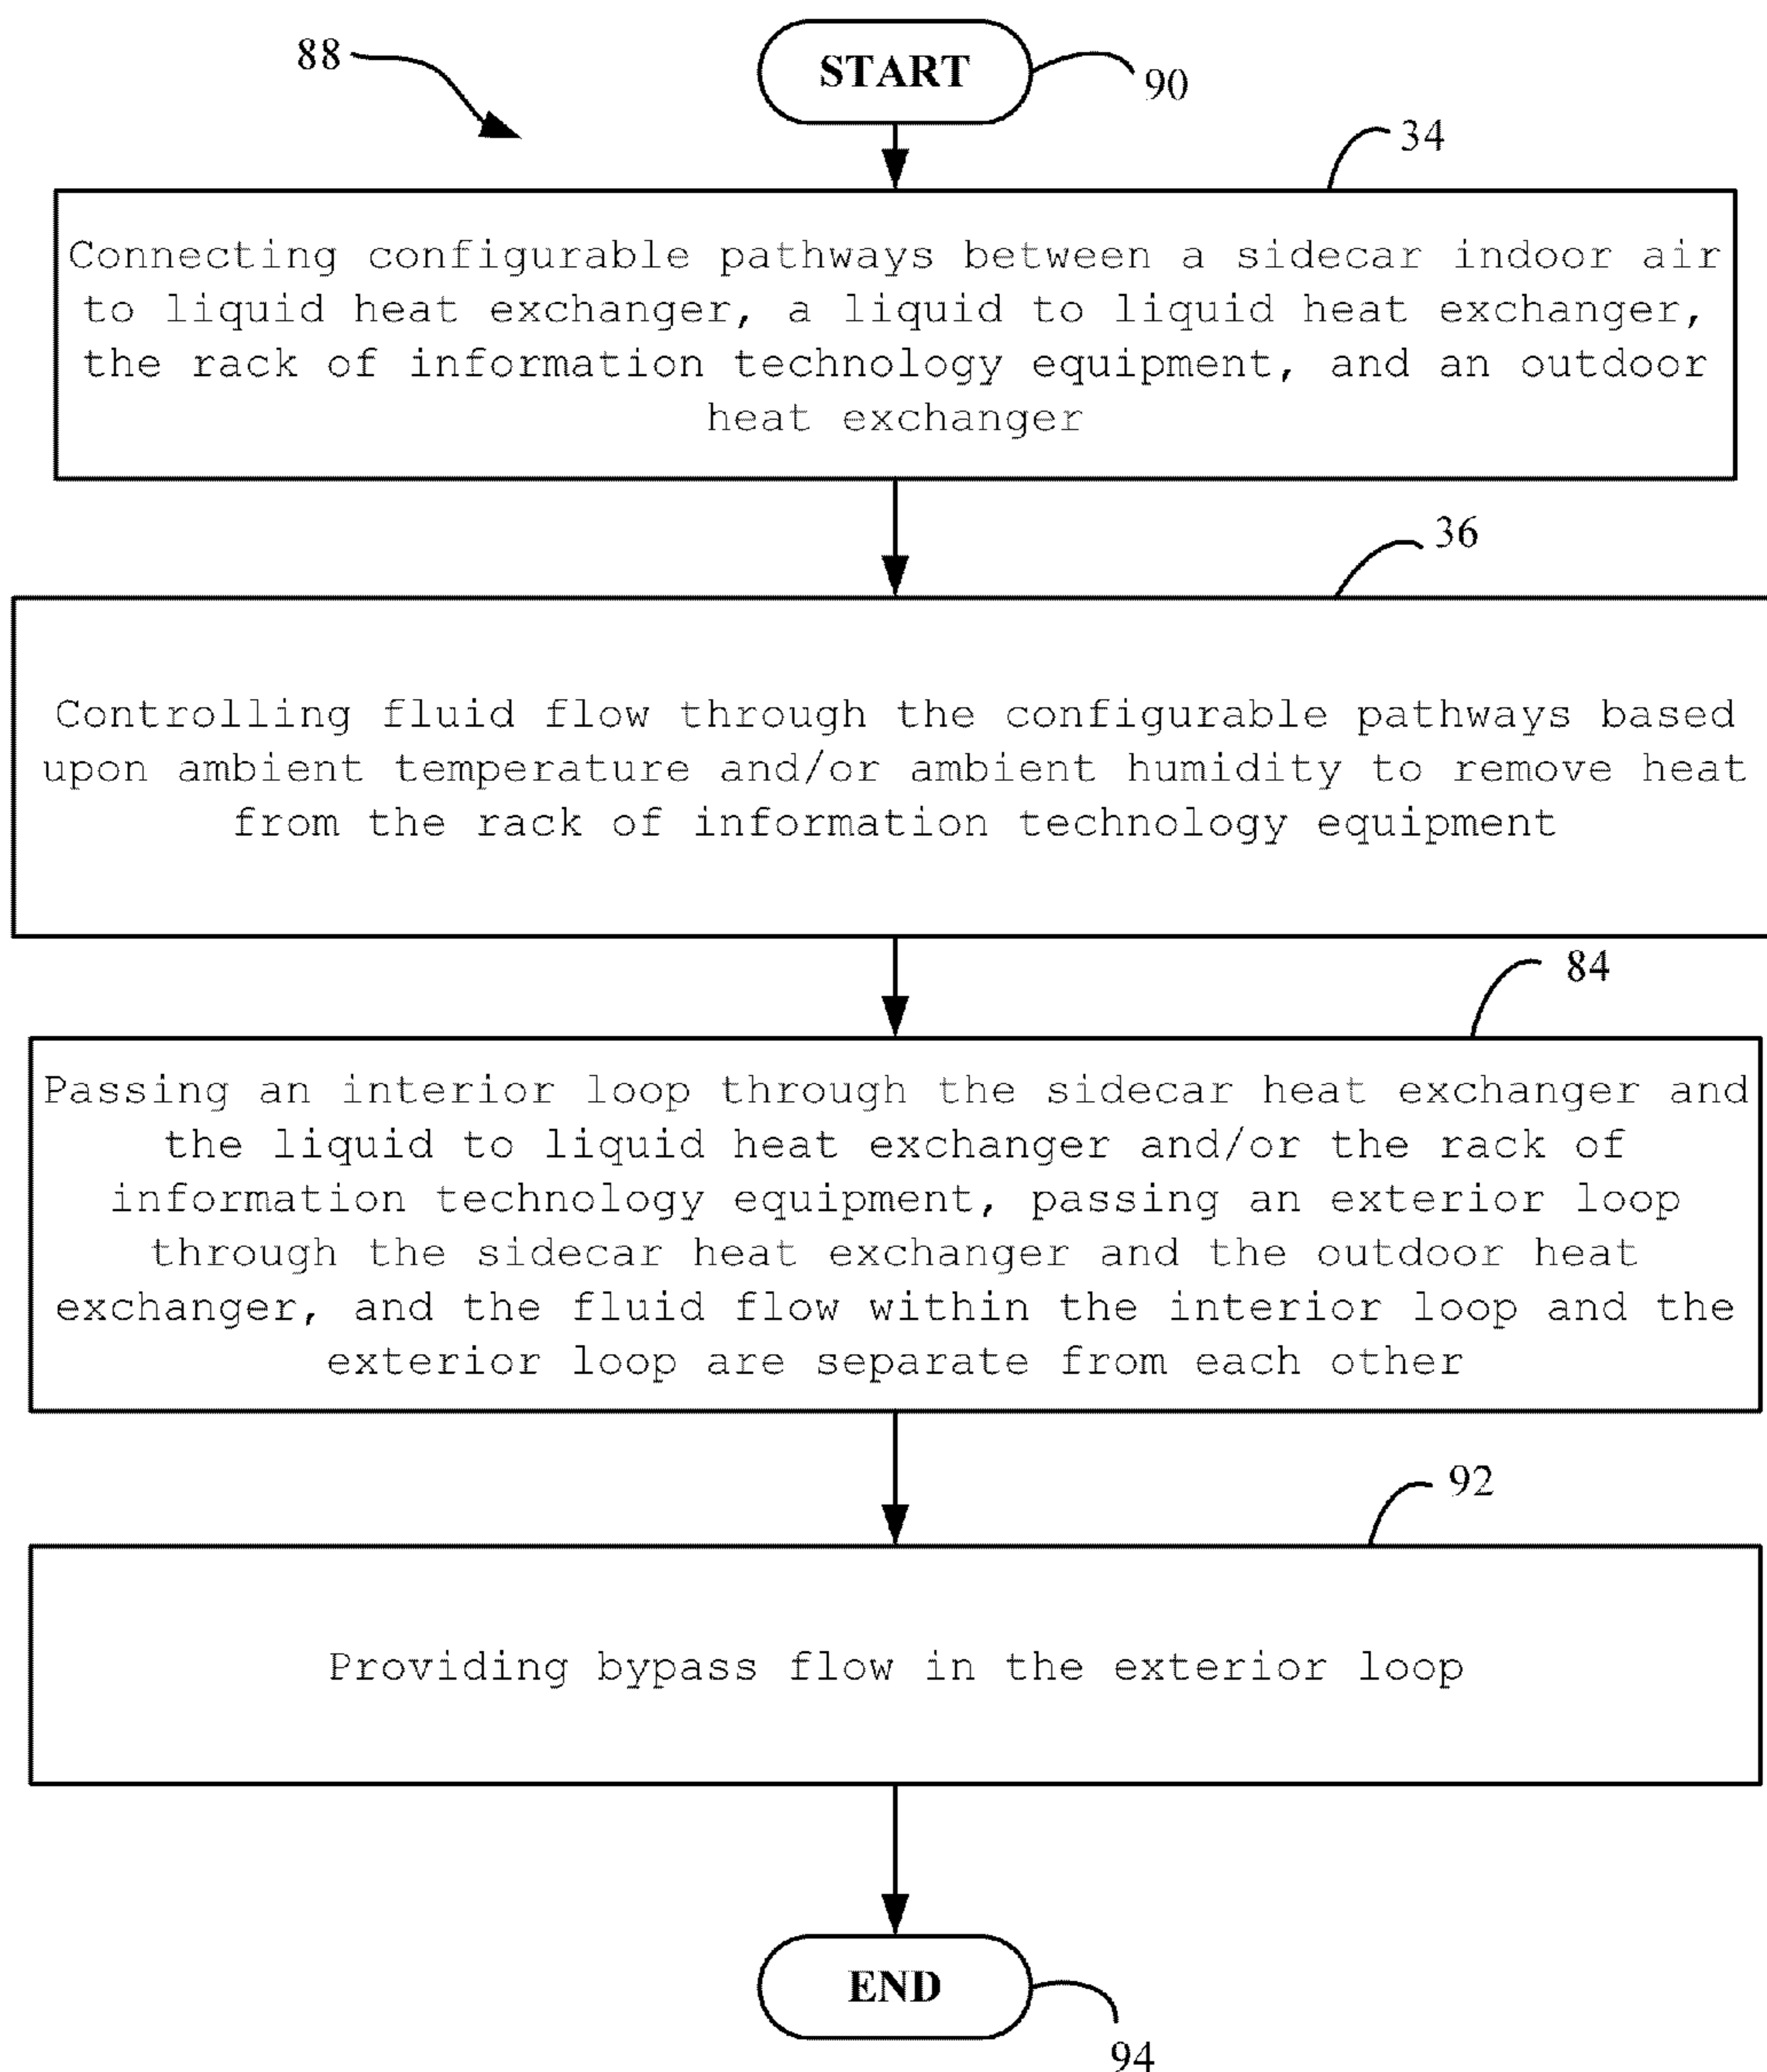 88
START
90
34
Connecting configurable pathways between a sidecar indoor air
to liquid heat exchanger, a liquid to liquid heat exchanger,
the rack of information technology equipment, and an outdoor
heat exchanger
36
Controlling fluid flow through the configurable pathways based
upon ambient temperature and/or ambient humidity to remove heat
from the rack of information technology equipment
84
Passing an interior loop through the sidecar heat exchanger and
the liquid to liquid heat exchanger and/or the rack of
information technology equipment, passing an exterior loop
through the sidecar heat exchanger and the outdoor heat
exchanger, and the fluid flow within the interior loop and the
exterior loop are separate from each other
92
Providing bypass flow in the exterior loop
END
94